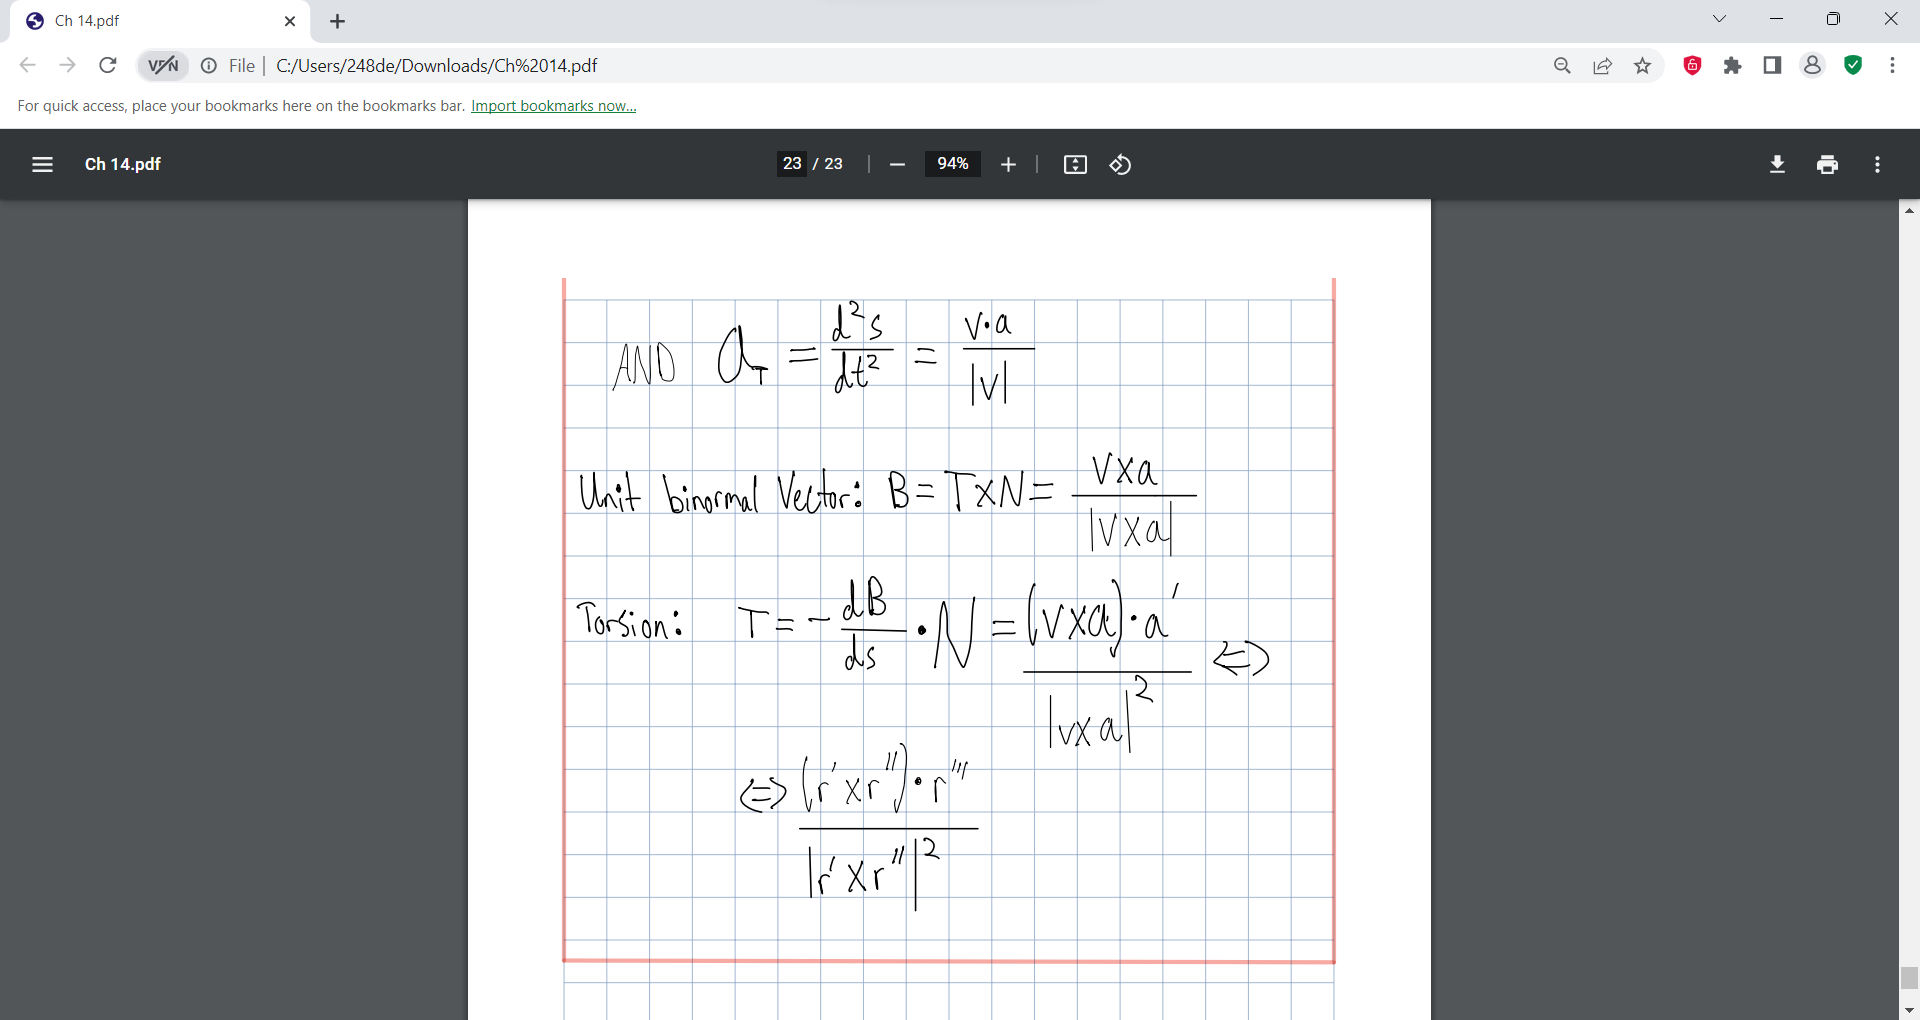 Ch 14.pdf
VPN File C:/Users/248de/Downloads/Ch%2014.pdf
For quick access, place your bookmarks here on the bookmarks bar. Import bookmarks now...
Ch 14.pdf 23 / 23 94%
AND a_T = d²s/dt² = v·a/|v|
Unit binormal Vector: B = T×N = v×a/|v×a|
Torsion: T = - dB/ds · N = (v×a)·a'/|v×a|² <=>
<=> (r'×r'')·r'''/|r'×r''|²